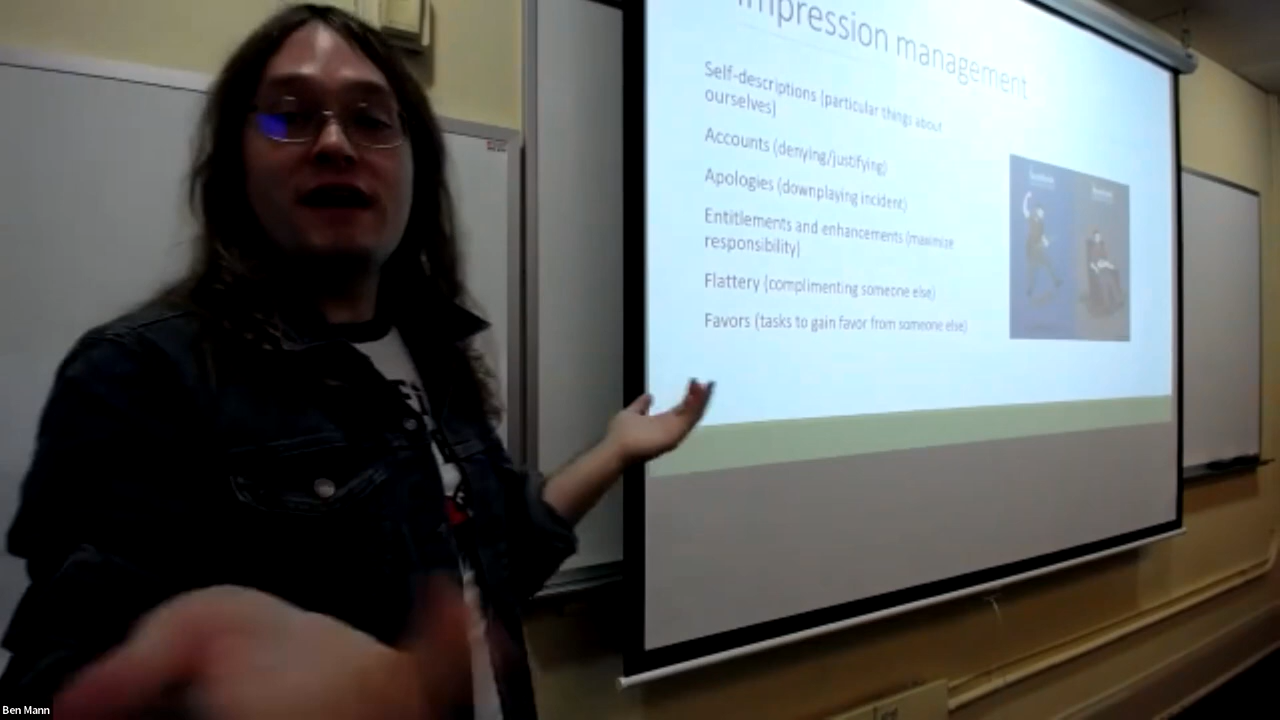 Impression management
Self-descriptions (particular things about
ourselves)
Accounts (denying/justifying)
Apologies (downplaying incident)
Entitlements and enhancements (maximize
responsibility)
Flattery (complimenting someone else)
Favors (tasks to gain favor from someone else)
Ben Mann